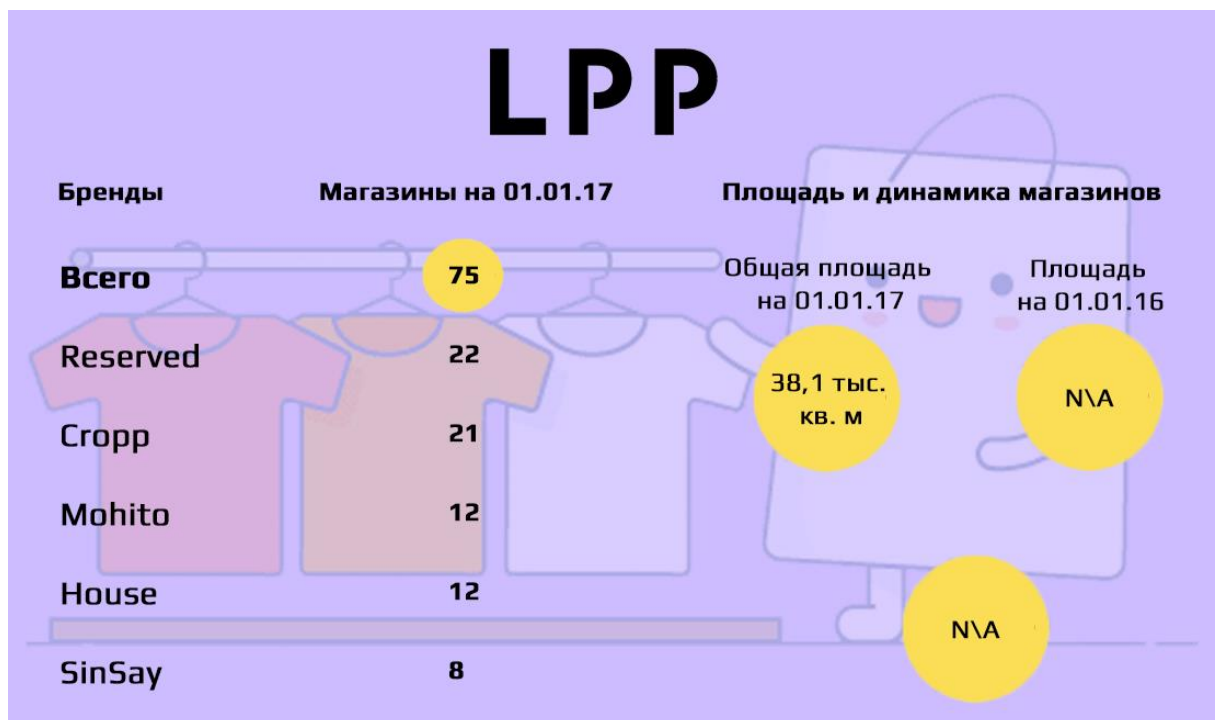 LPP
Бренды Магазины на 01.01.17 Площадь и динамика магазинов
Всего 75
Reserved 22
Cropp 21
Mohito 12
House 12
SinSay 8
Общая площадь
на 01.01.17
38,1 тыс.
кв. м
Площадь
на 01.01.16
N\A
N\A